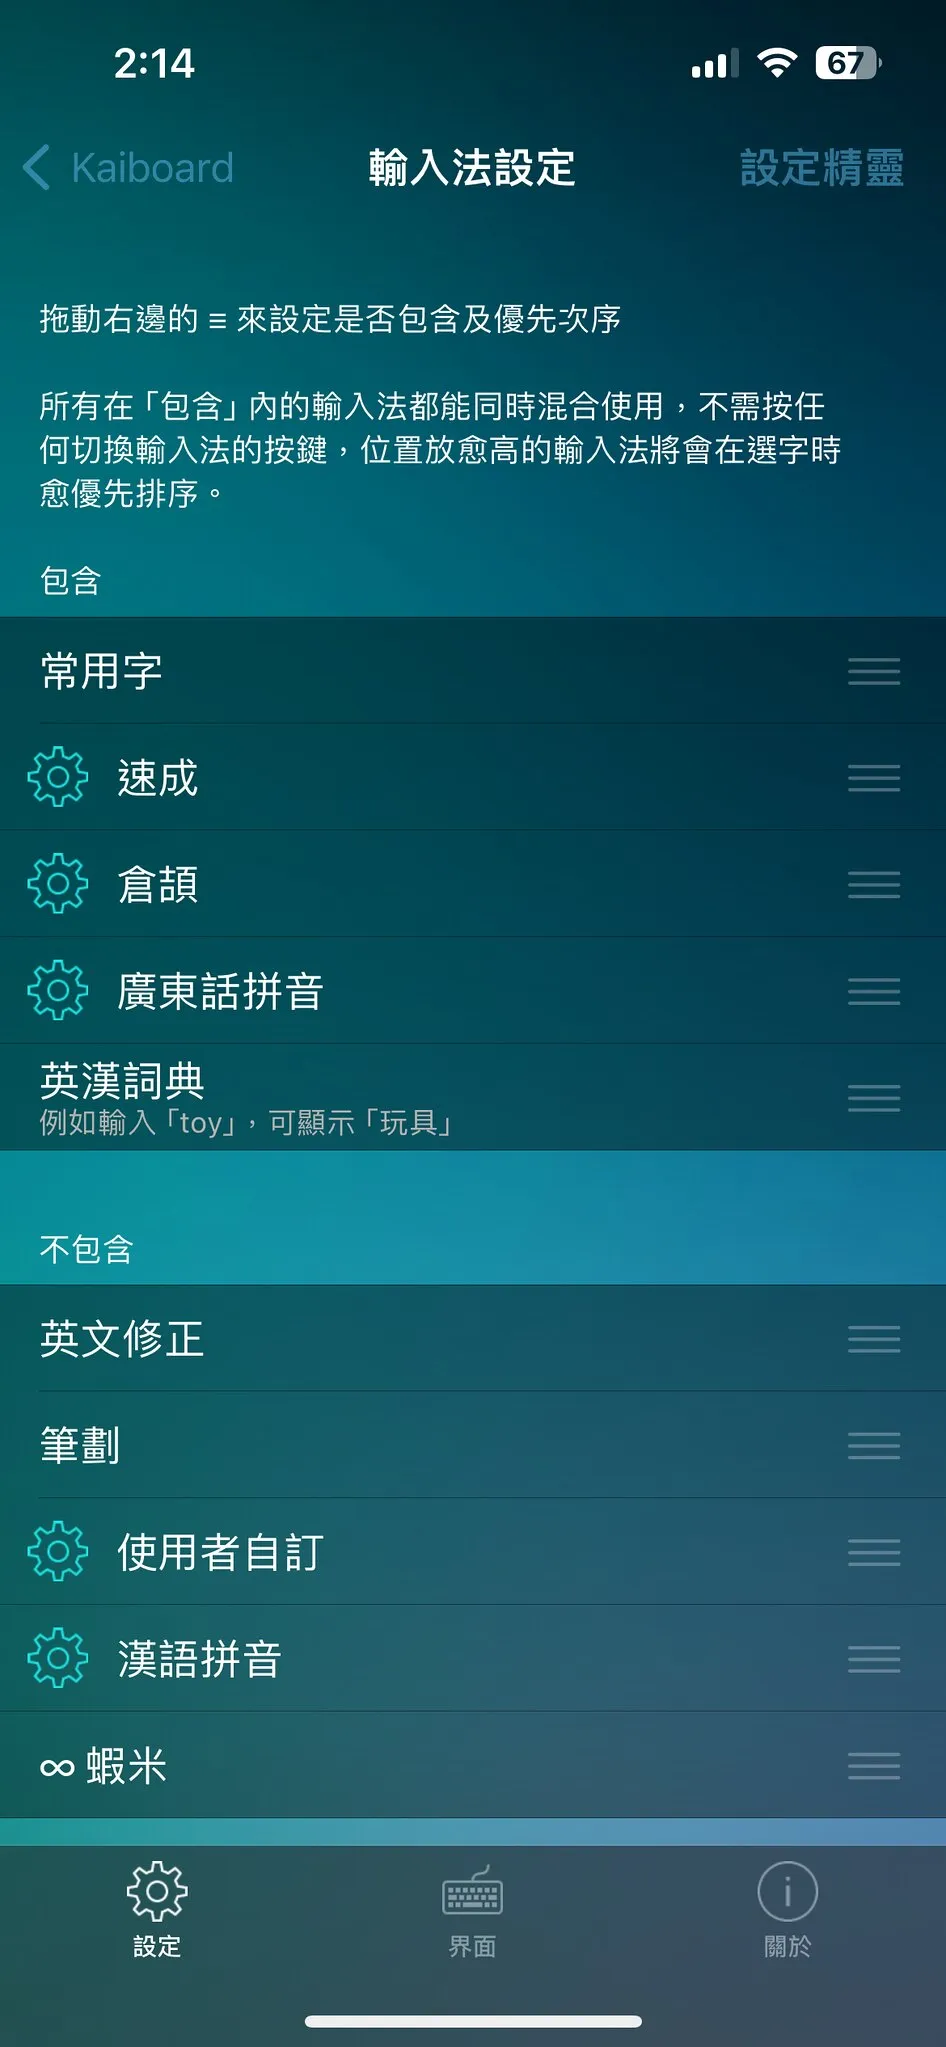 2:14
67
Kaiboard
輸入法設定
設定精靈
拖動右邊的 ≡ 來設定是否包含及優先次序
所有在「包含」內的輸入法都能同時混合使用，不需按任
何切換輸入法的按鍵，位置放愈高的輸入法將會在選字時
愈優先排序。
包含
常用字
速成
倉頡
廣東話拼音
英漢詞典
例如輸入「toy」，可顯示「玩具」
不包含
英文修正
筆劃
使用者自訂
漢語拼音
∞ 蝦米
設定
界面
關於